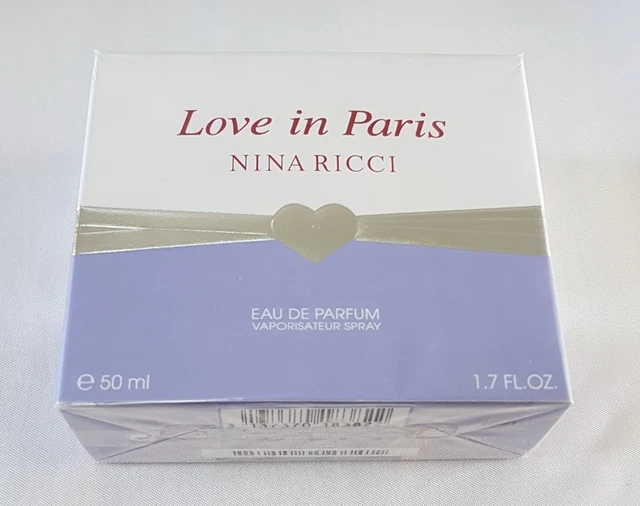 Love in Paris
NINA RICCI
EAU DE PARFUM
VAPORISATEUR SPRAY
e 50 ml
1.7 FL.OZ.